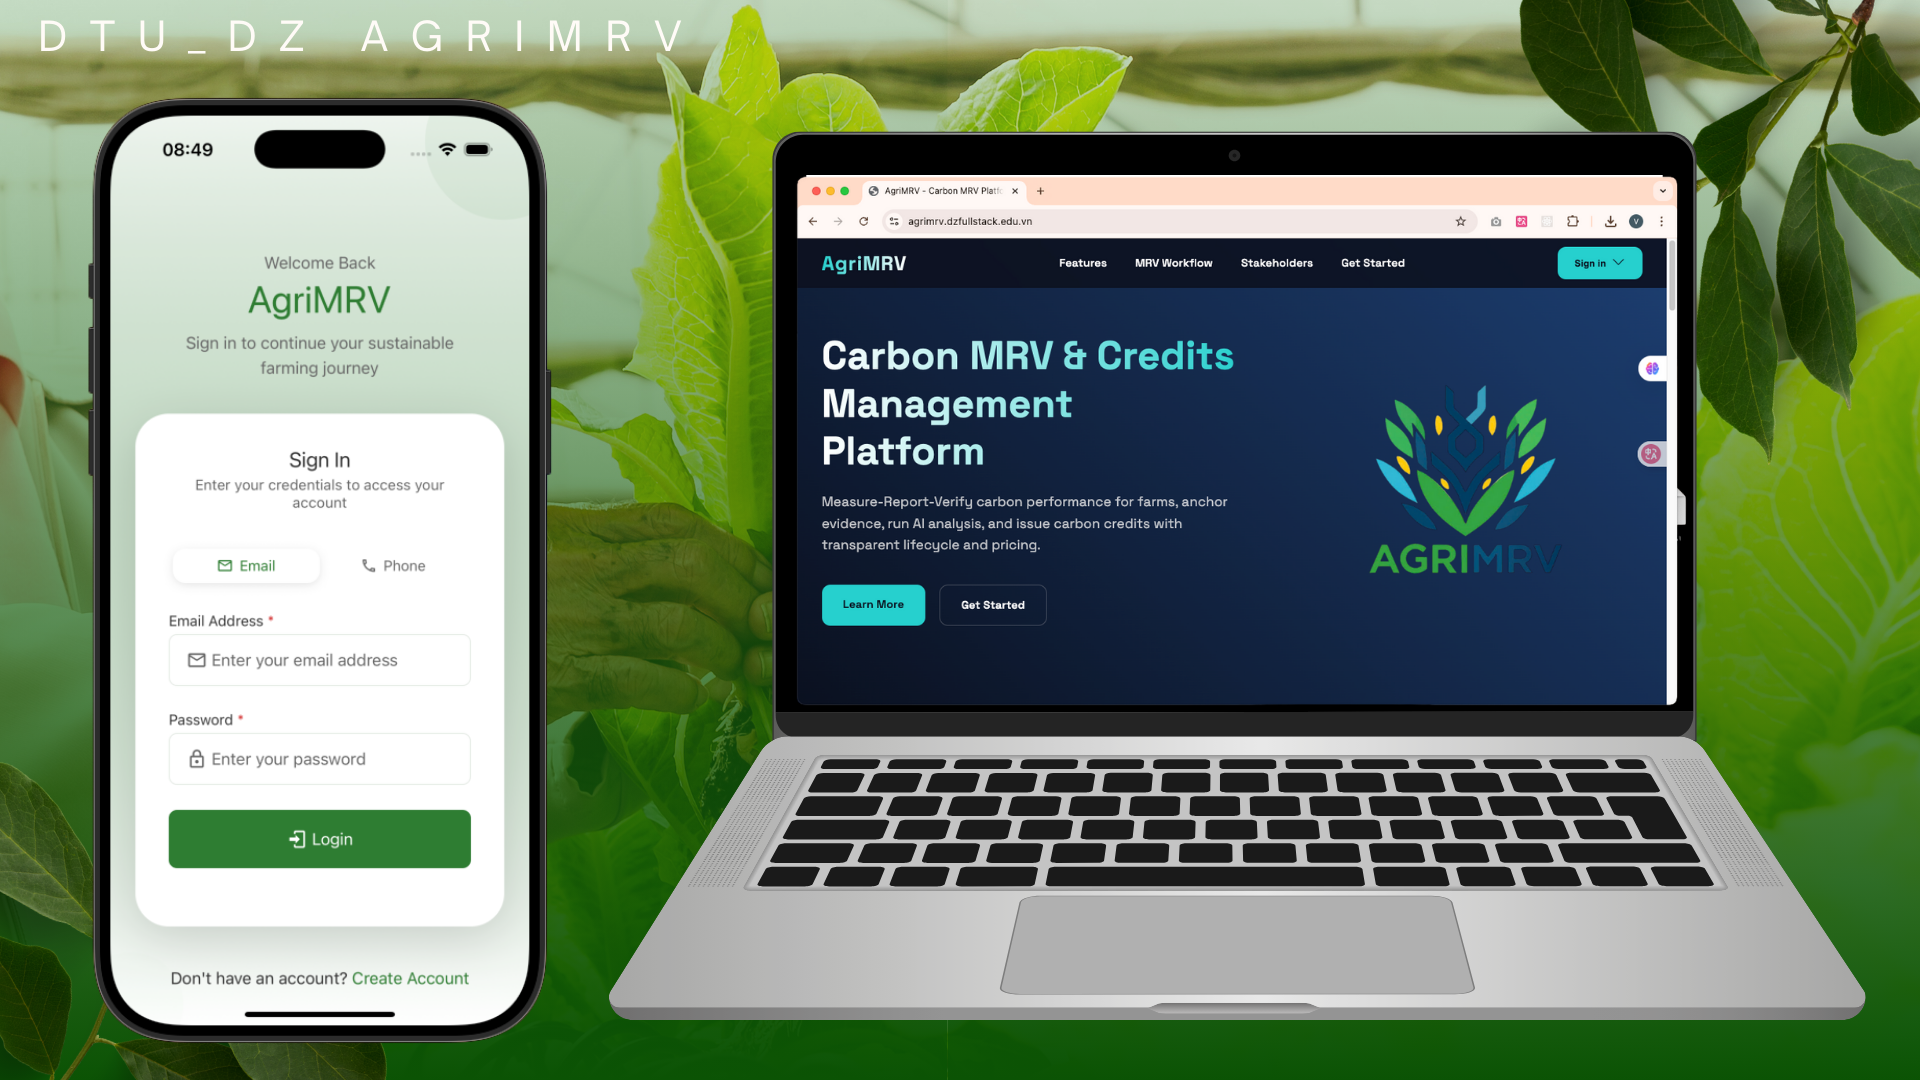 DTU_DZ AGRIMRV
08:49
Welcome Back
AgriMRV
Sign in to continue your sustainable
farming journey
Sign In
Enter your credentials to access your
account
Email
Phone
Email Address *
Enter your email address
Password *
Enter your password
Login
Don't have an account? Create Account
AgriMRV - Carbon MRV Platf
agrimrv.dzfullstack.edu.vn
V
AgriMRV
Features
MRV Workflow
Stakeholders
Get Started
Sign in
Carbon MRV & Credits
Management
Platform
Measure-Report-Verify carbon performance for farms, anchor
evidence, run AI analysis, and issue carbon credits with
transparent lifecycle and pricing.
Learn More
Get Started
AGRIMRV